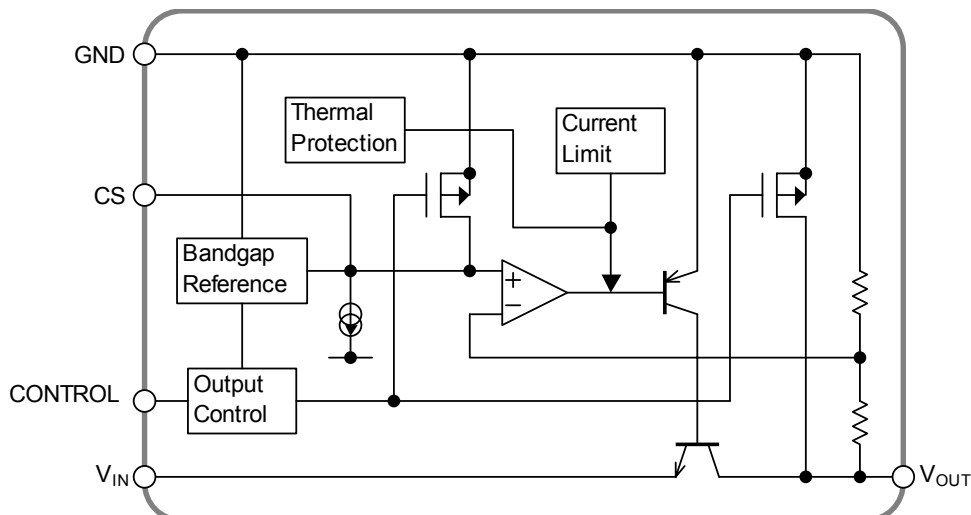 GND
Thermal
Protection
Current
Limit
CS
Bandgap
Reference
+
−
CONTROL
Output
Control
VIN
VOUT